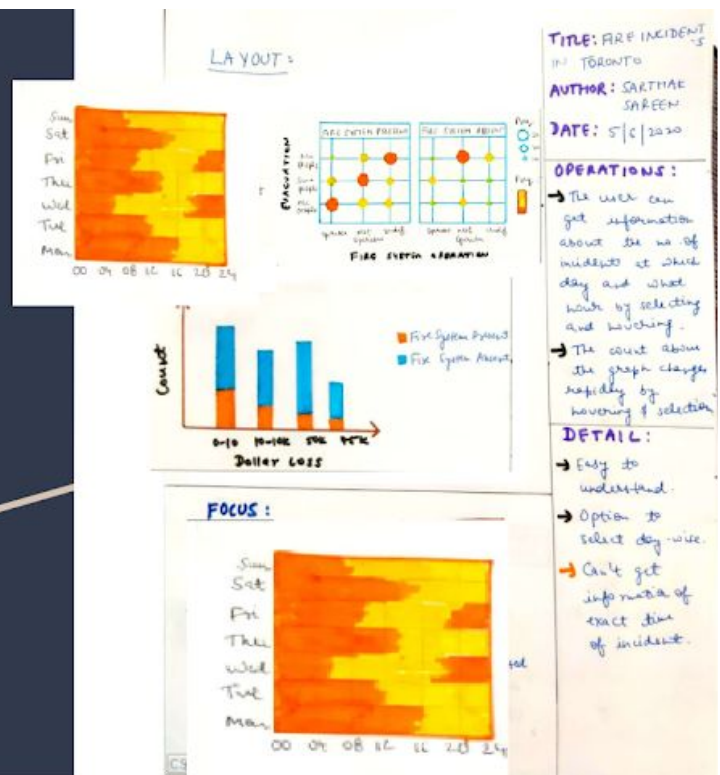 LAYOUT:
Sun
Sat
Fri
Thu
Wed
Tue
Mon
00 04 08 12 16 20 24
EVACUATION
FIRE SYSTEM PRESENT
FIRE SYSTEM ABSENT
FIRE SYSTEM OPERATION
Count
Fire System Present
Fire System Absent
0-10 10-10K 50K
Dollar Loss
FOCUS:
Sun
Sat
Fri
Thu
Wed
Tue
Mon
00 04 08 12 16 20 24
TITLE: FIRE INCIDENT
'S
IN TORONTO
AUTHOR: SARTHAK
SAREEN
DATE: 5/6/2020
OPERATIONS:
→ The user can
get information
about the no. of
incidents at which
day and what
hour by selecting
and hovering.
→ The count above
the graph changes
rapidly by
hovering & selection
DETAIL:
→ Easy to
understand.
→ Option to
select day-wise.
→ Can't get
information of
exact time
of incident.